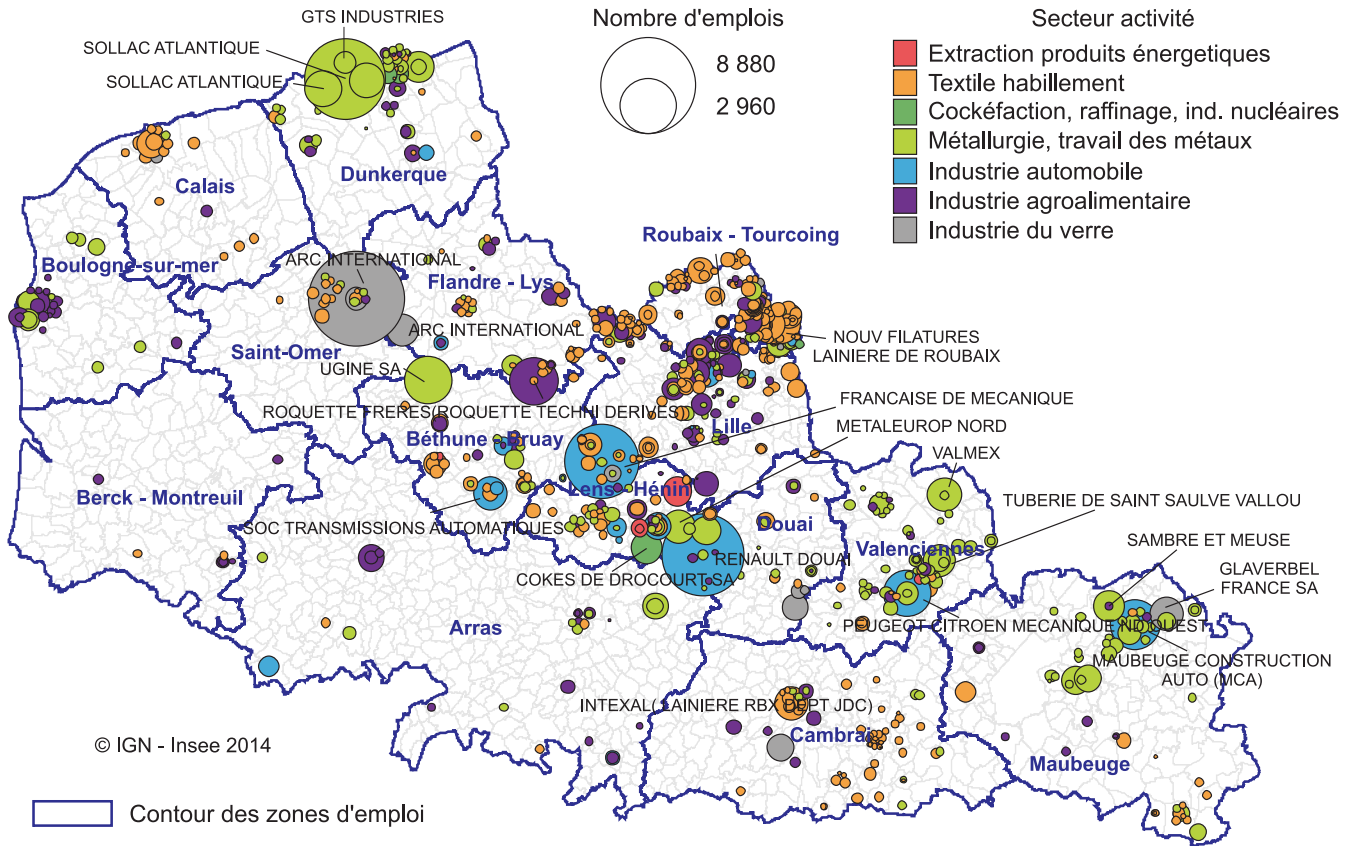 GTS INDUSTRIES
SOLLAC ATLANTIQUE
SOLLAC ATLANTIQUE
Nombre d'emplois
8 880
2 960
Secteur activité
Extraction produits énergetiques
Textile habillement
Cockéfaction, raffinage, ind. nucléaires
Métallurgie, travail des métaux
Industrie automobile
Industrie agroalimentaire
Industrie du verre
Dunkerque
Calais
Roubaix - Tourcoing
Boulogne-sur-mer
ARC INTERNATIONAL
Flandre - Lys
ARC INTERNATIONAL
NOUV FILATURES
LAINIERE DE ROUBAIX
Saint-Omer
UGINE SA
ROQUETTE FRERES(ROQUETTE TECHHI DERIVES
FRANCAISE DE MECANIQUE
METALEUROP NORD
Lille
Béthune - Bruay
VALMEX
Berck - Montreuil
Lens - Hénin
TUBERIE DE SAINT SAULVE VALLOU
SOC TRANSMISSIONS AUTOMATIQUES
Douai
SAMBRE ET MEUSE
Valenciennes
RENAULT DOUAI
GLAVERBEL
FRANCE SA
COKES DE DROCOURT SA
Arras
PEUGEOT CITROEN MECANIQUE ND OUEST
MAUBEUGE CONSTRUCTION
AUTO (MCA)
INTEXAL( LAINIERE RBX DEPT JDC)
Cambrai
Maubeuge
© IGN - Insee 2014
Contour des zones d'emploi